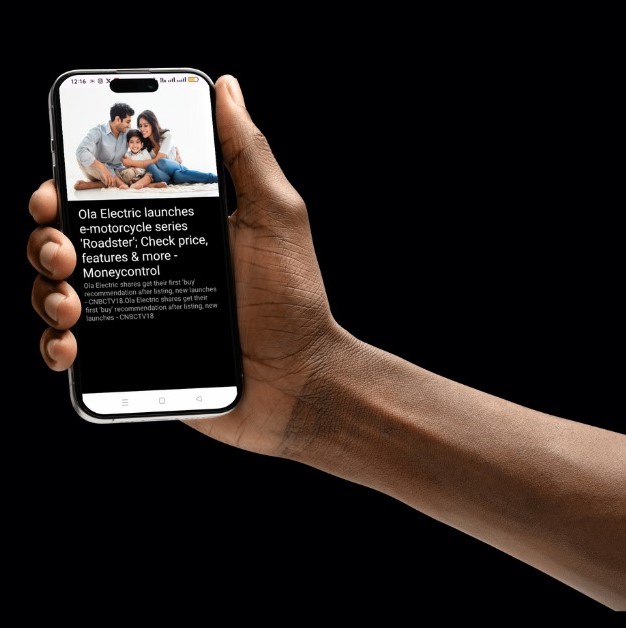 12:16
Ola Electric launches
e-motorcycle series
'Roadster'; Check price,
features & more -
Moneycontrol
Ola Electric shares get their first 'buy'
recommendation after listing, new launches
- CNBCTV18.Ola Electric shares get their
first 'buy' recommendation after listing, new
launches - CNBCTV18